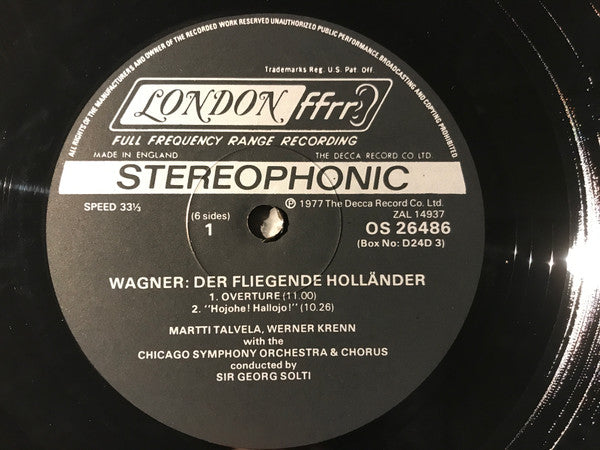 ALL RIGHTS OF THE MANUFACTURERS AND OWNER OF THE RECORDED WORK RESERVED UNAUTHORIZED PUBLIC PERFORMANCE, BROADCASTING AND COPYING PROHIBITED
Trademarks Reg. U.S. Pat. Off.
LONDON ffrr
FULL FREQUENCY RANGE RECORDING
MADE IN ENGLAND THE DECCA RECORD CO LTD.
STEREOPHONIC
SPEED 33⅓
(6 sides)
1
℗ 1977 The Decca Record Co. Ltd.
ZAL 14937
OS 26486
(Box No: D24D 3)
WAGNER: DER FLIEGENDE HOLLÄNDER
1. OVERTURE (11.00)
2. "Hojohe! Hallojo!" (10.26)
MARTTI TALVELA, WERNER KRENN
with the
CHICAGO SYMPHONY ORCHESTRA & CHORUS
conducted by
SIR GEORG SOLTI